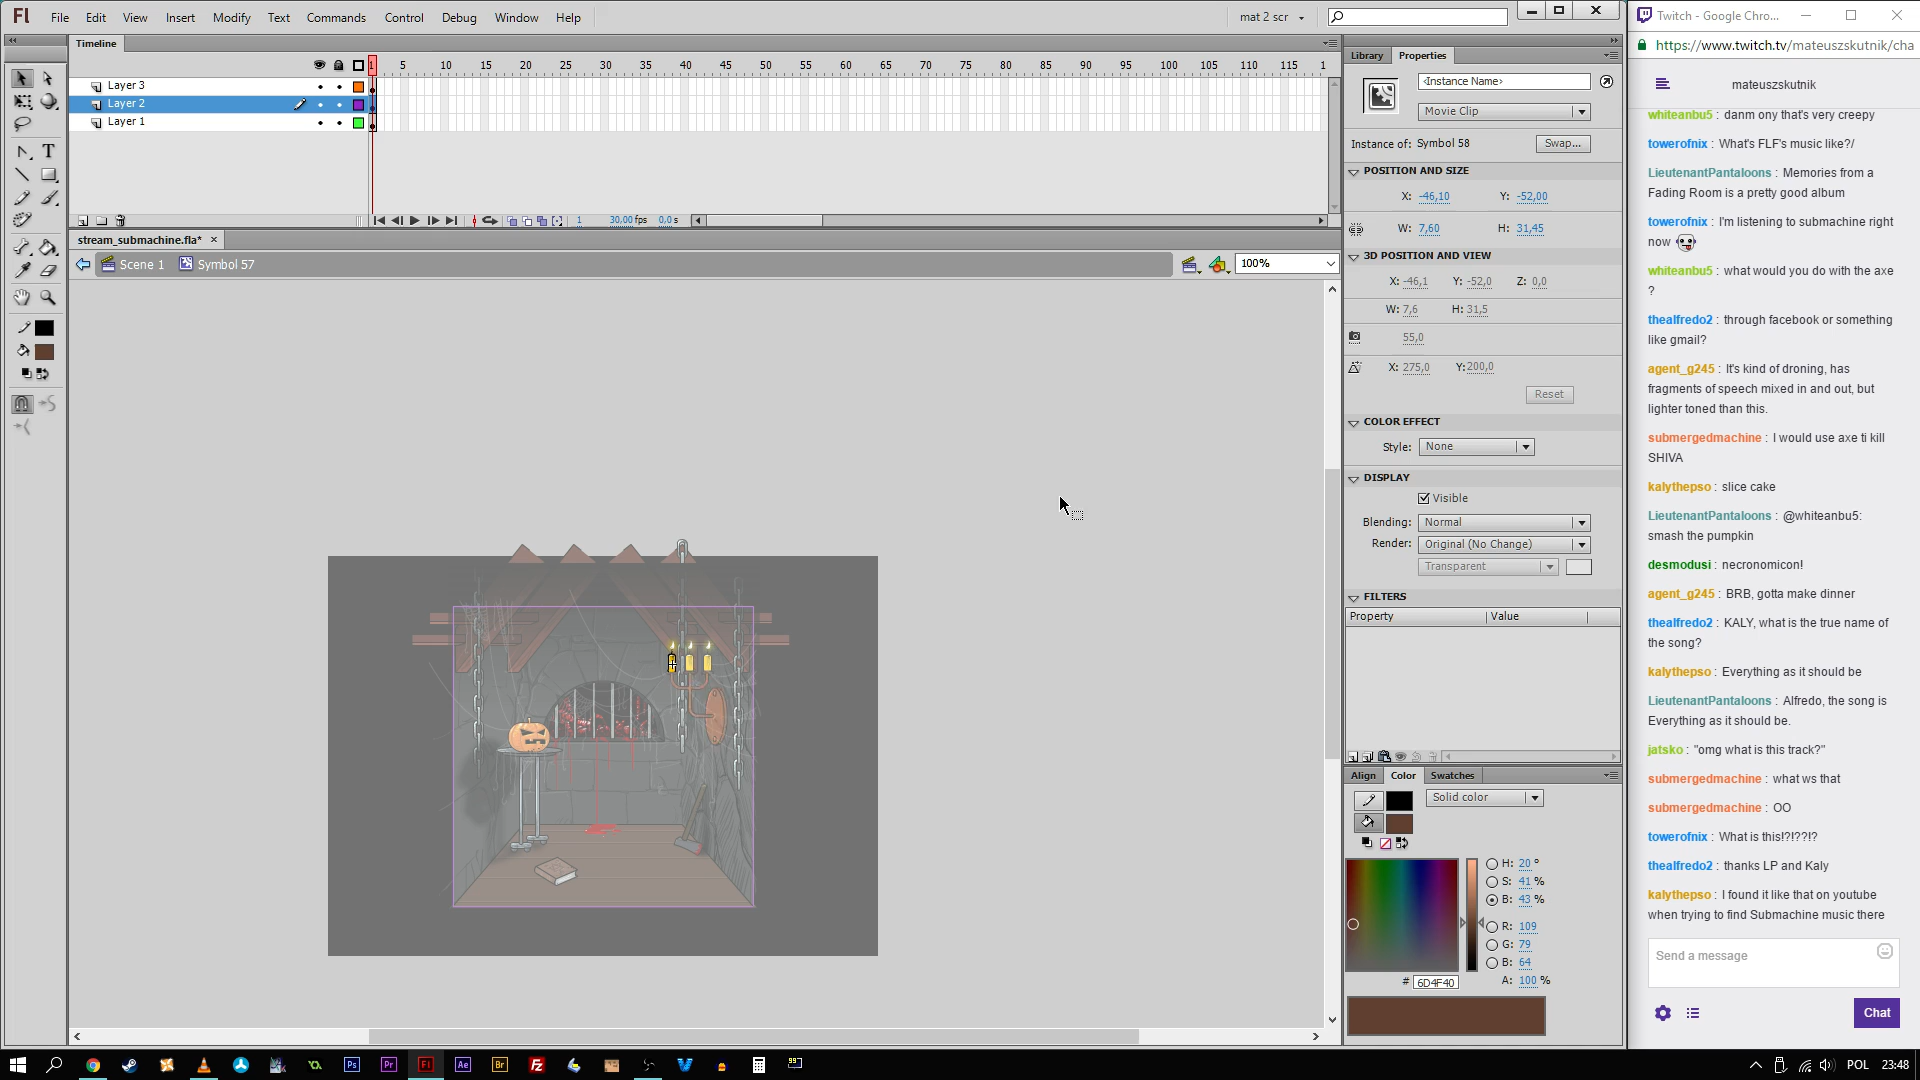 Fl File Edit View Insert Modify Text Commands Control Debug Window Help mat 2 scr
Timeline
1 5 10 15 20 25 30 35 40 45 50 55 60 65 70 75 80 85 90 95 100 105 110 115 1
Layer 3
Layer 2
Layer 1
1 30,00 fps 0,0 s
stream_submachine.fla* ×
Scene 1 Symbol 57 100%
Library Properties
<Instance Name>
Movie Clip
Instance of: Symbol 58 Swap...
POSITION AND SIZE
X: -46,10 Y: -52,00
W: 7,60 H: 31,45
3D POSITION AND VIEW
X: -46,1 Y: -52,0 Z: 0,0
W: 7,6 H: 31,5
55,0
X: 275,0 Y: 200,0
Reset
COLOR EFFECT
Style: None
DISPLAY
Visible
Blending: Normal
Render: Original (No Change)
Transparent
FILTERS
Property Value
Align Color Swatches
Solid color
H: 20 °
S: 41 %
B: 43 %
R: 109
G: 79
B: 64
# 6D4F40 A: 100 %
Twitch - Google Chro...
https://www.twitch.tv/mateuszskutnik/cha
mateuszskutnik
whiteanbu5 : danm ony that's very creepy
towerofnix : What's FLF's music like?/
LieutenantPantaloons : Memories from a
Fading Room is a pretty good album
towerofnix : I'm listening to submachine right
now
whiteanbu5 : what would you do with the axe
?
thealfredo2 : through facebook or something
like gmail?
agent_g245 : It's kind of droning, has
fragments of speech mixed in and out, but
lighter toned than this.
submergedmachine : I would use axe ti kill
SHIVA
kalythepso : slice cake
LieutenantPantaloons : @whiteanbu5:
smash the pumpkin
desmodusi : necronomicon!
agent_g245 : BRB, gotta make dinner
thealfredo2 : KALY, what is the true name of
the song?
kalythepso : Everything as it should be
LieutenantPantaloons : Alfredo, the song is
Everything as it should be.
jatsko : "omg what is this track?"
submergedmachine : what ws that
submergedmachine : OO
towerofnix : What is this!?!??!?
thealfredo2 : thanks LP and Kaly
kalythepso : I found it like that on youtube
when trying to find Submachine music there
Send a message
Chat
Ps Pr Fl Ae Br Fz POL 23:48